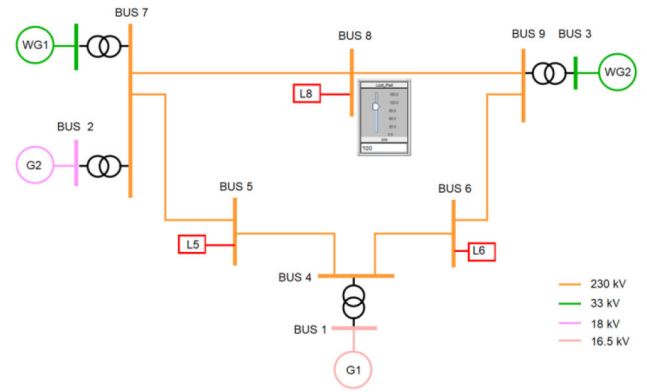 BUS 7
BUS 8
BUS 9
BUS 3
WG1
WG2
L8
100
BUS 2
G2
BUS 5
BUS 6
L5
L6
BUS 4
BUS 1
G1
230 kV
33 kV
18 kV
16.5 kV